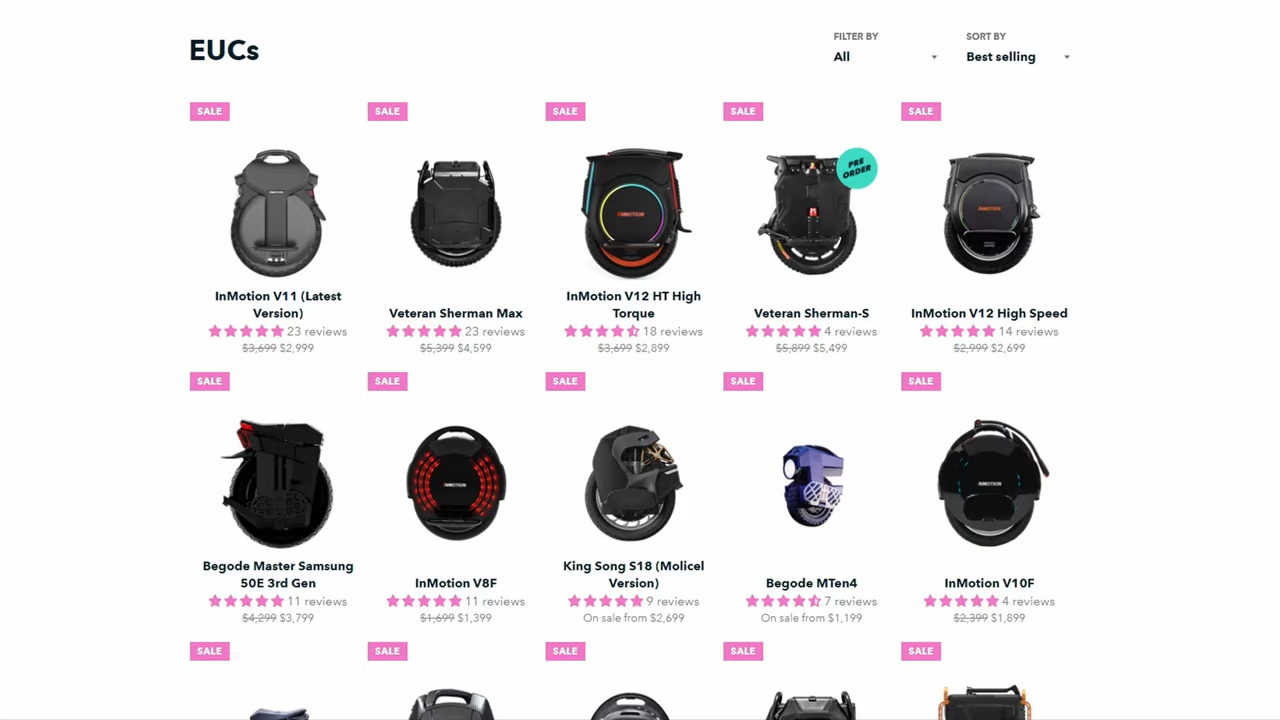 EUCs
FILTER BY
All
SORT BY
Best selling
SALE
SALE
SALE
SALE
SALE
INMOTION
INMOTION
PRE
ORDER
INMOTION
InMotion V11 (Latest
Version)
23 reviews
$3,699 $2,999
Veteran Sherman Max
23 reviews
$5,399 $4,599
InMotion V12 HT High
Torque
18 reviews
$3,699 $2,899
Veteran Sherman-S
4 reviews
$5,899 $5,499
InMotion V12 High Speed
14 reviews
$2,999 $2,699
SALE
SALE
SALE
SALE
SALE
INMOTION
INMOTION
Begode Master Samsung
50E 3rd Gen
11 reviews
$4,299 $3,799
InMotion V8F
11 reviews
$1,699 $1,399
King Song S18 (Molicel
Version)
9 reviews
On sale from $2,699
Begode MTen4
7 reviews
On sale from $1,199
InMotion V10F
4 reviews
$2,399 $1,899
SALE
SALE
SALE
SALE
SALE